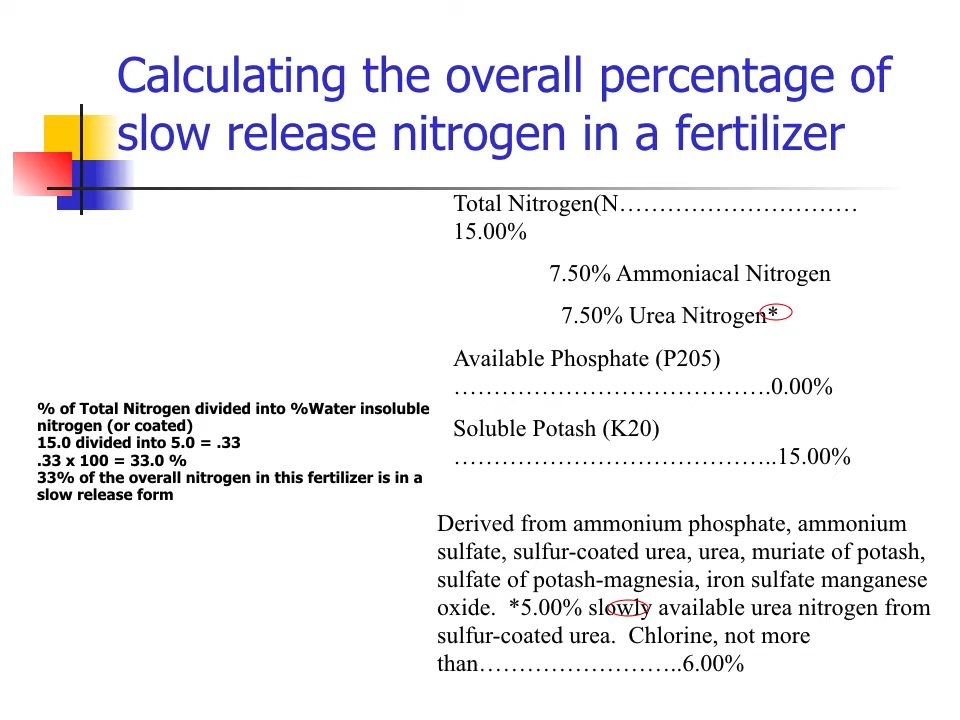 Calculating the overall percentage of
slow release nitrogen in a fertilizer
Total Nitrogen(N…………………………
15.00%
7.50% Ammoniacal Nitrogen
7.50% Urea Nitrogen*
Available Phosphate (P205)
………………………………….0.00%
Soluble Potash (K20)
…………………………………..15.00%
% of Total Nitrogen divided into %Water insoluble
nitrogen (or coated)
15.0 divided into 5.0 = .33
.33 x 100 = 33.0 %
33% of the overall nitrogen in this fertilizer is in a
slow release form
Derived from ammonium phosphate, ammonium
sulfate, sulfur-coated urea, urea, muriate of potash,
sulfate of potash-magnesia, iron sulfate manganese
oxide.  *5.00% slowly available urea nitrogen from
sulfur-coated urea.  Chlorine, not more
than……………………..6.00%